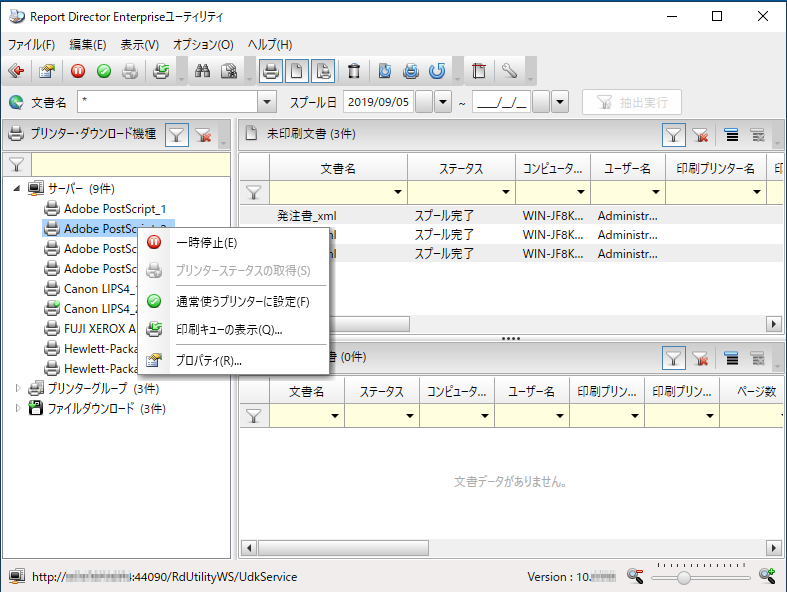 Report Director Enterpriseユーティリティ
ファイル(F) 編集(E) 表示(V) オプション(O) ヘルプ(H)
文書名 * スプール日 2019/09/05 ~ ___/__/__ 抽出実行
プリンター・ダウンロード機種
サーバー (9件)
Adobe PostScript_1
Adobe PostScript_2
Adobe PostSc
Adobe PostSc
Canon LIPS4_
Canon LIPS4_2
FUJI XEROX A
Hewlett-Packa
Hewlett-Packa
プリンターグループ (3件)
ファイルダウンロード (3件)
一時停止(E)
プリンターステータスの取得(S)
通常使うプリンターに設定(F)
印刷キューの表示(Q)...
プロパティ(R)...
未印刷文書 (3件)
文書名 ステータス コンピュータ... ユーザー名 印刷プリンター名 印
発注書_xml スプール完了 WIN-JF8K... Administr...
ml スプール完了 WIN-JF8K... Administr...
ml スプール完了 WIN-JF8K... Administr...
書 (0件)
文書名 ステータス コンピュータ... ユーザー名 印刷プリン... 印刷プリン... ページ数
文書データがありません。
http://
:44090/RdUtilityWS/UdkService
Version : 10.